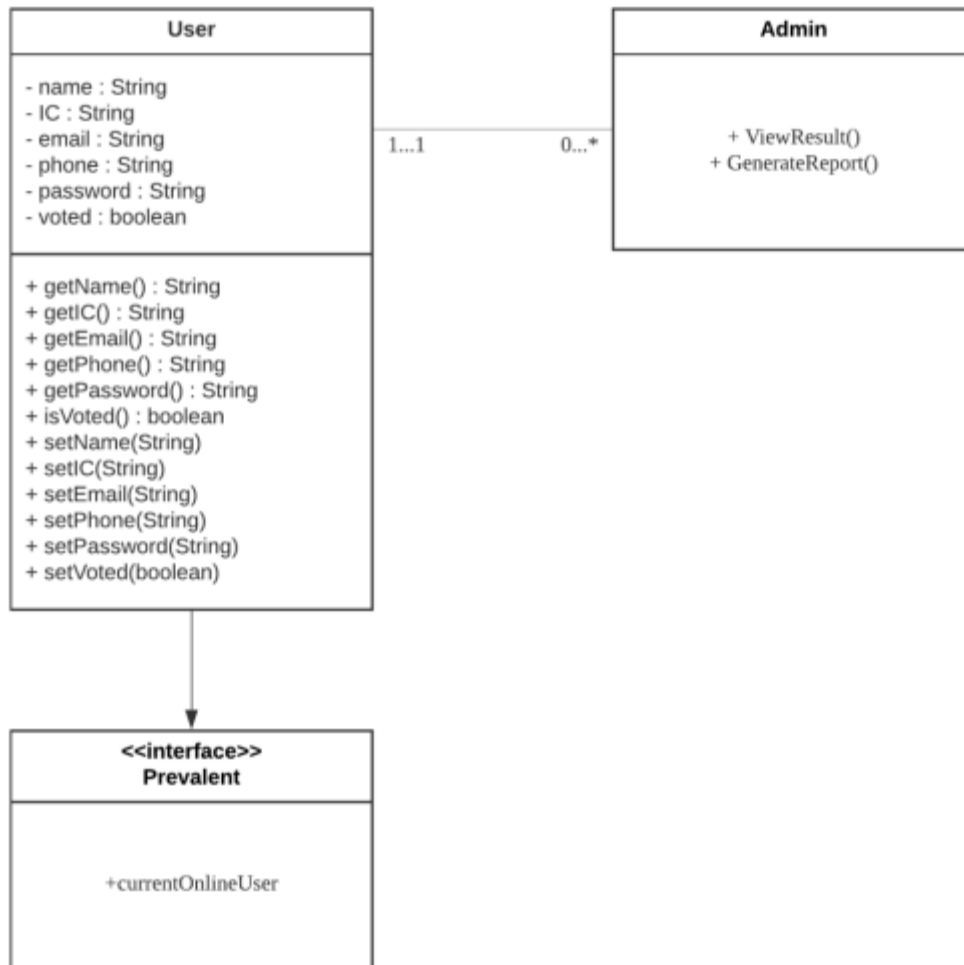 User
- name : String
- IC : String
- email : String
- phone : String
- password : String
- voted : boolean
+ getName() : String
+ getIC() : String
+ getEmail() : String
+ getPhone() : String
+ getPassword() : String
+ isVoted() : boolean
+ setName(String)
+ setIC(String)
+ setEmail(String)
+ setPhone(String)
+ setPassword(String)
+ setVoted(boolean)
1...1
0...*
Admin
+ ViewResult()
+ GenerateReport()
<<interface>>
Prevalent
+currentOnlineUser